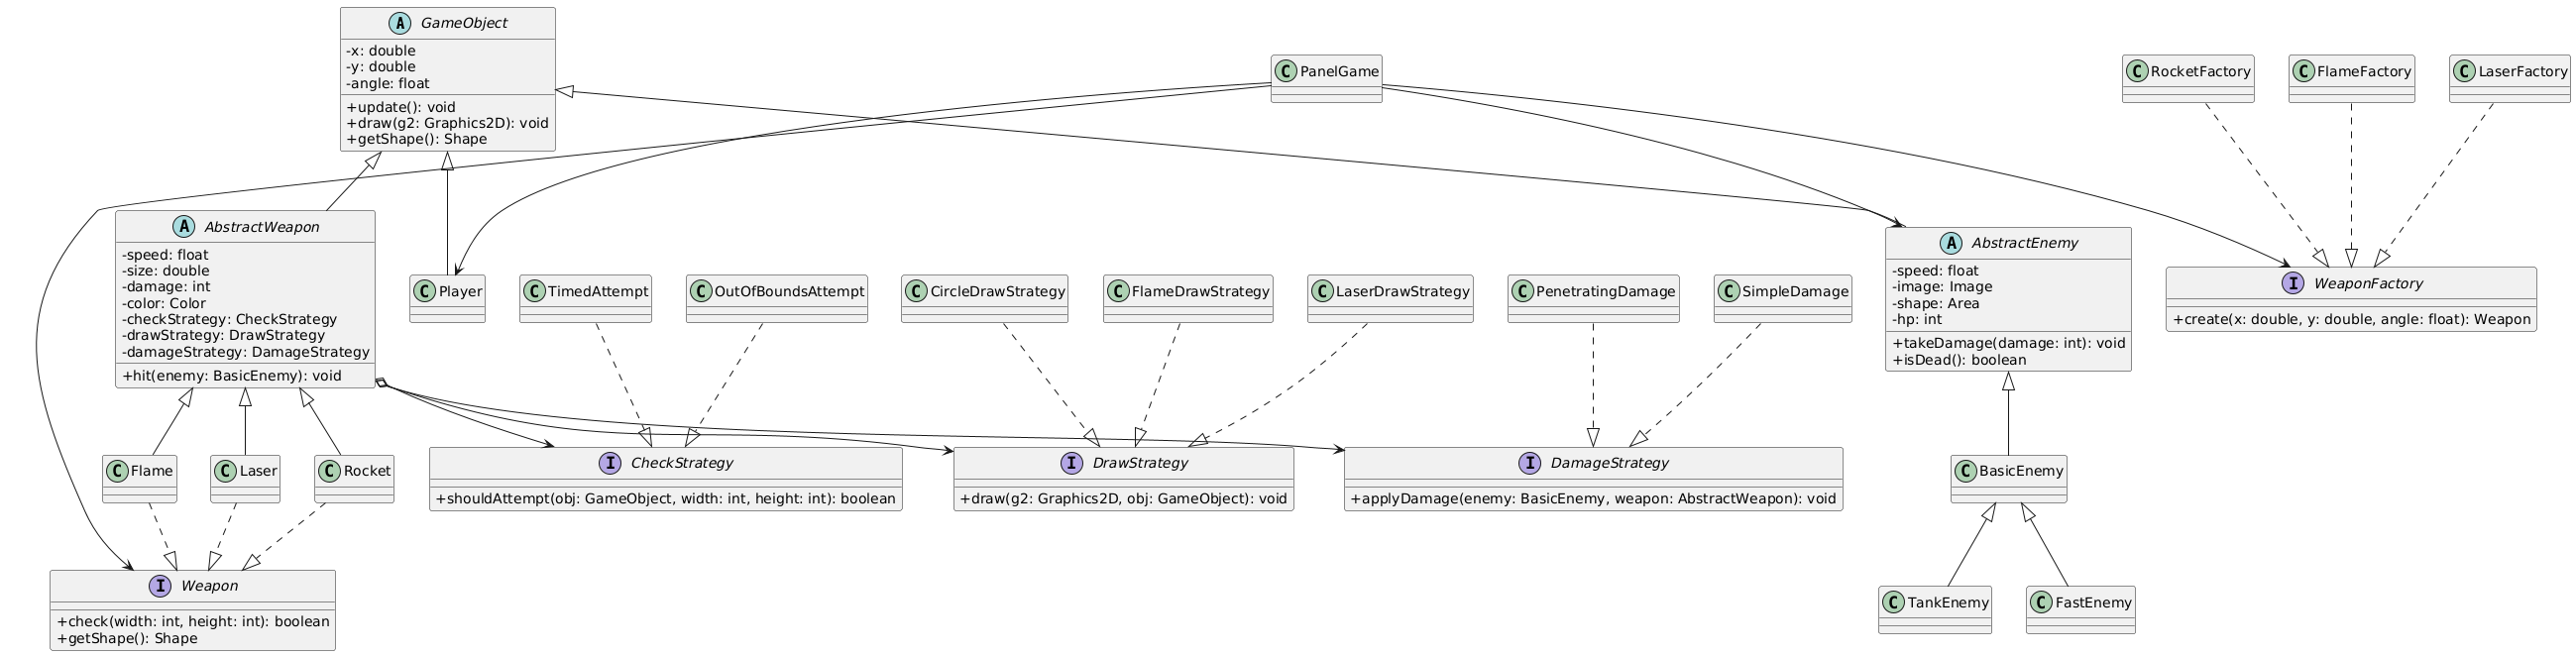 A GameObject
-x: double
-y: double
-angle: float
+update(): void
+draw(g2: Graphics2D): void
+getShape(): Shape
C PanelGame
C RocketFactory
C FlameFactory
C LaserFactory
A AbstractWeapon
-speed: float
-size: double
-damage: int
-color: Color
-checkStrategy: CheckStrategy
-drawStrategy: DrawStrategy
-damageStrategy: DamageStrategy
+hit(enemy: BasicEnemy): void
C Player
C TimedAttempt
C OutOfBoundsAttempt
C CircleDrawStrategy
C FlameDrawStrategy
C LaserDrawStrategy
C PenetratingDamage
C SimpleDamage
A AbstractEnemy
-speed: float
-image: Image
-shape: Area
-hp: int
+takeDamage(damage: int): void
+isDead(): boolean
I WeaponFactory
+create(x: double, y: double, angle: float): Weapon
C Flame
C Laser
C Rocket
I CheckStrategy
+shouldAttempt(obj: GameObject, width: int, height: int): boolean
I DrawStrategy
+draw(g2: Graphics2D, obj: GameObject): void
I DamageStrategy
+applyDamage(enemy: BasicEnemy, weapon: AbstractWeapon): void
C BasicEnemy
I Weapon
+check(width: int, height: int): boolean
+getShape(): Shape
C TankEnemy
C FastEnemy